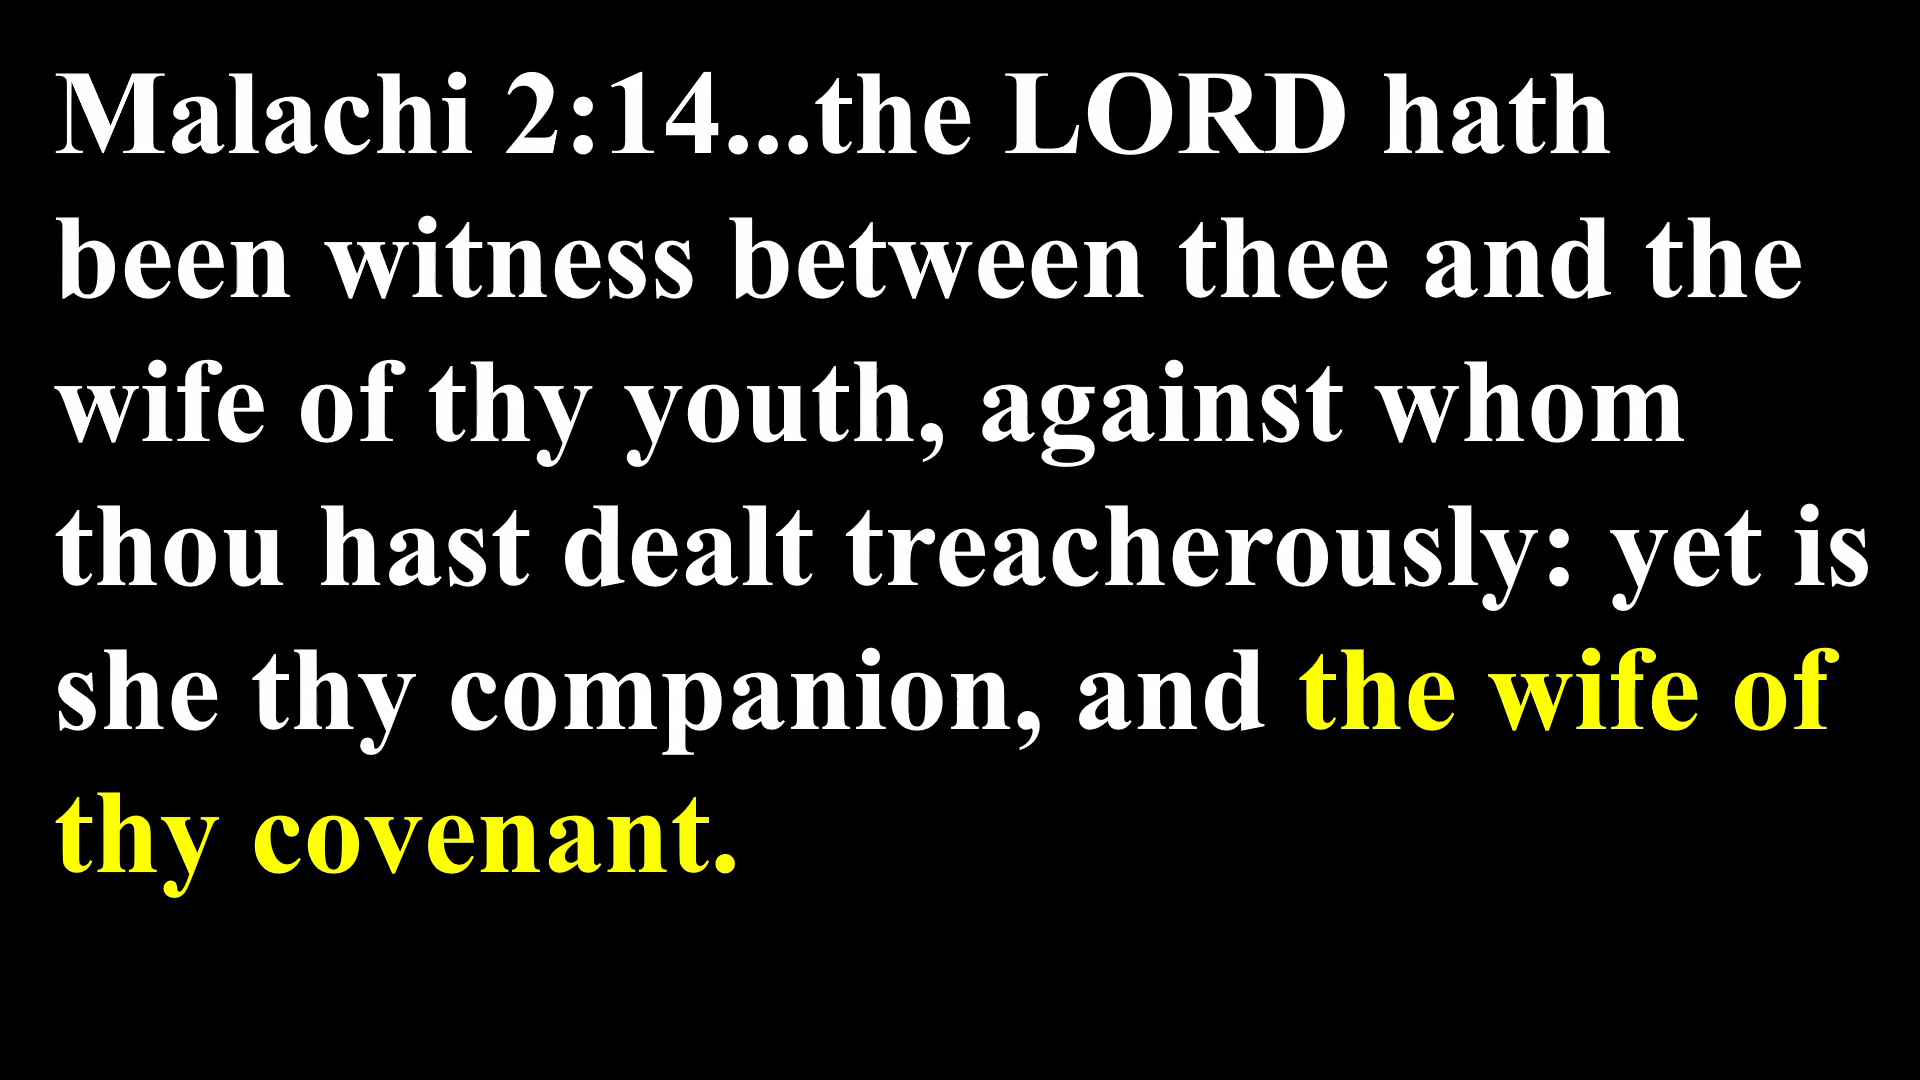 Malachi 2:14...the LORD hath
been witness between thee and the
wife of thy youth, against whom
thou hast dealt treacherously: yet is
she thy companion, and the wife of
thy covenant.